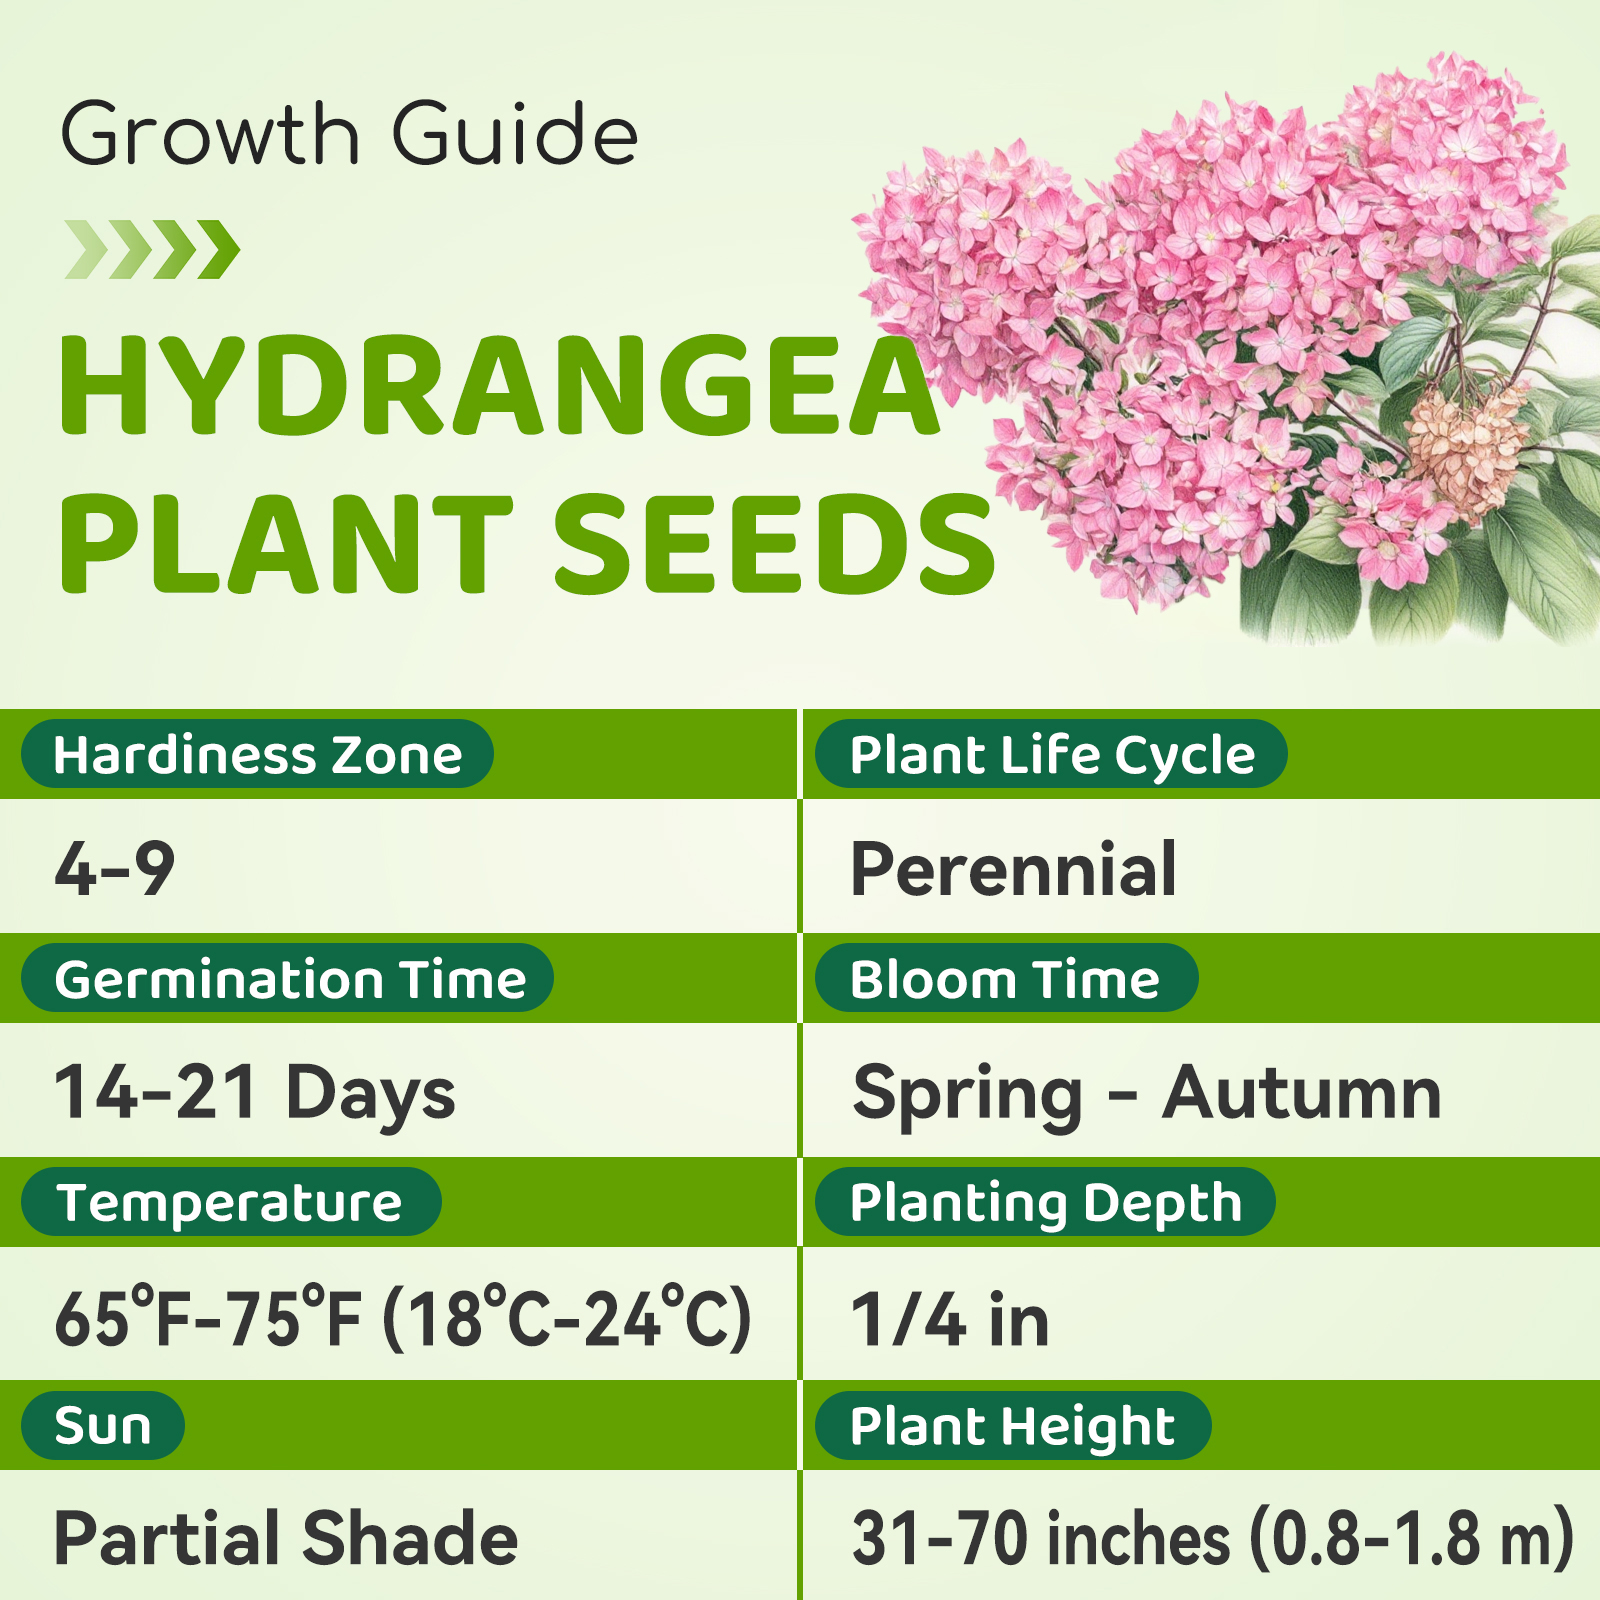 Growth Guide
HYDRANGEA
PLANT SEEDS
Hardiness Zone
Plant Life Cycle
4-9
Perennial
Germination Time
Bloom Time
14-21 Days
Spring - Autumn
Temperature
Planting Depth
65°F-75°F (18°C-24°C)
1/4 in
Sun
Plant Height
Partial Shade
31-70 inches (0.8-1.8 m)